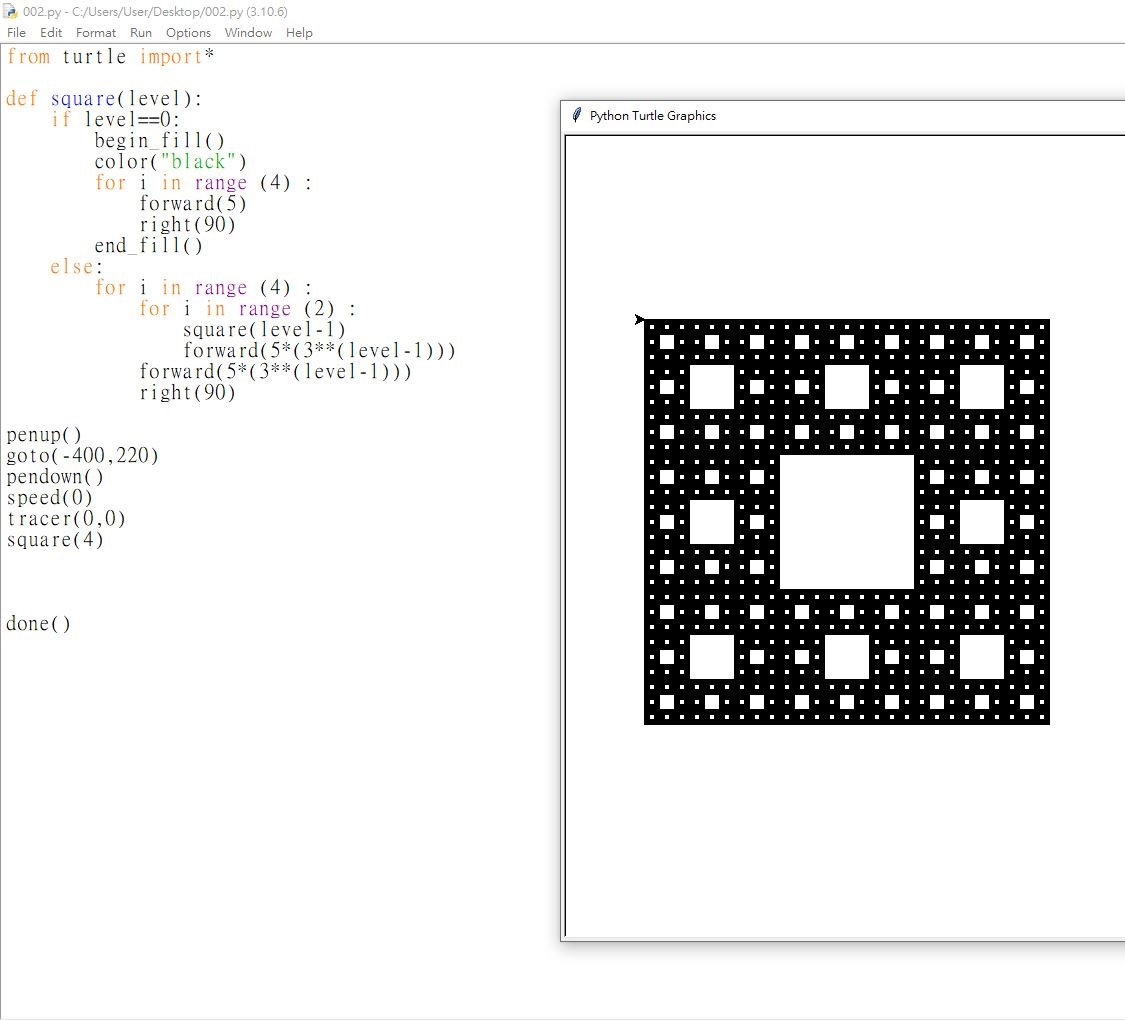 002.py - C:/Users/User/Desktop/002.py (3.10.6)
File Edit Format Run Options Window Help
from turtle import*
def square(level):
    if level==0:
        begin_fill()
        color("black")
        for i in range (4) :
            forward(5)
            right(90)
        end_fill()
    else:
        for i in range (4) :
            for i in range (2) :
                square(level-1)
                forward(5*(3**(level-1)))
            forward(5*(3**(level-1)))
            right(90)
penup()
goto(-400,220)
pendown()
speed(0)
tracer(0,0)
square(4)
done()
Python Turtle Graphics